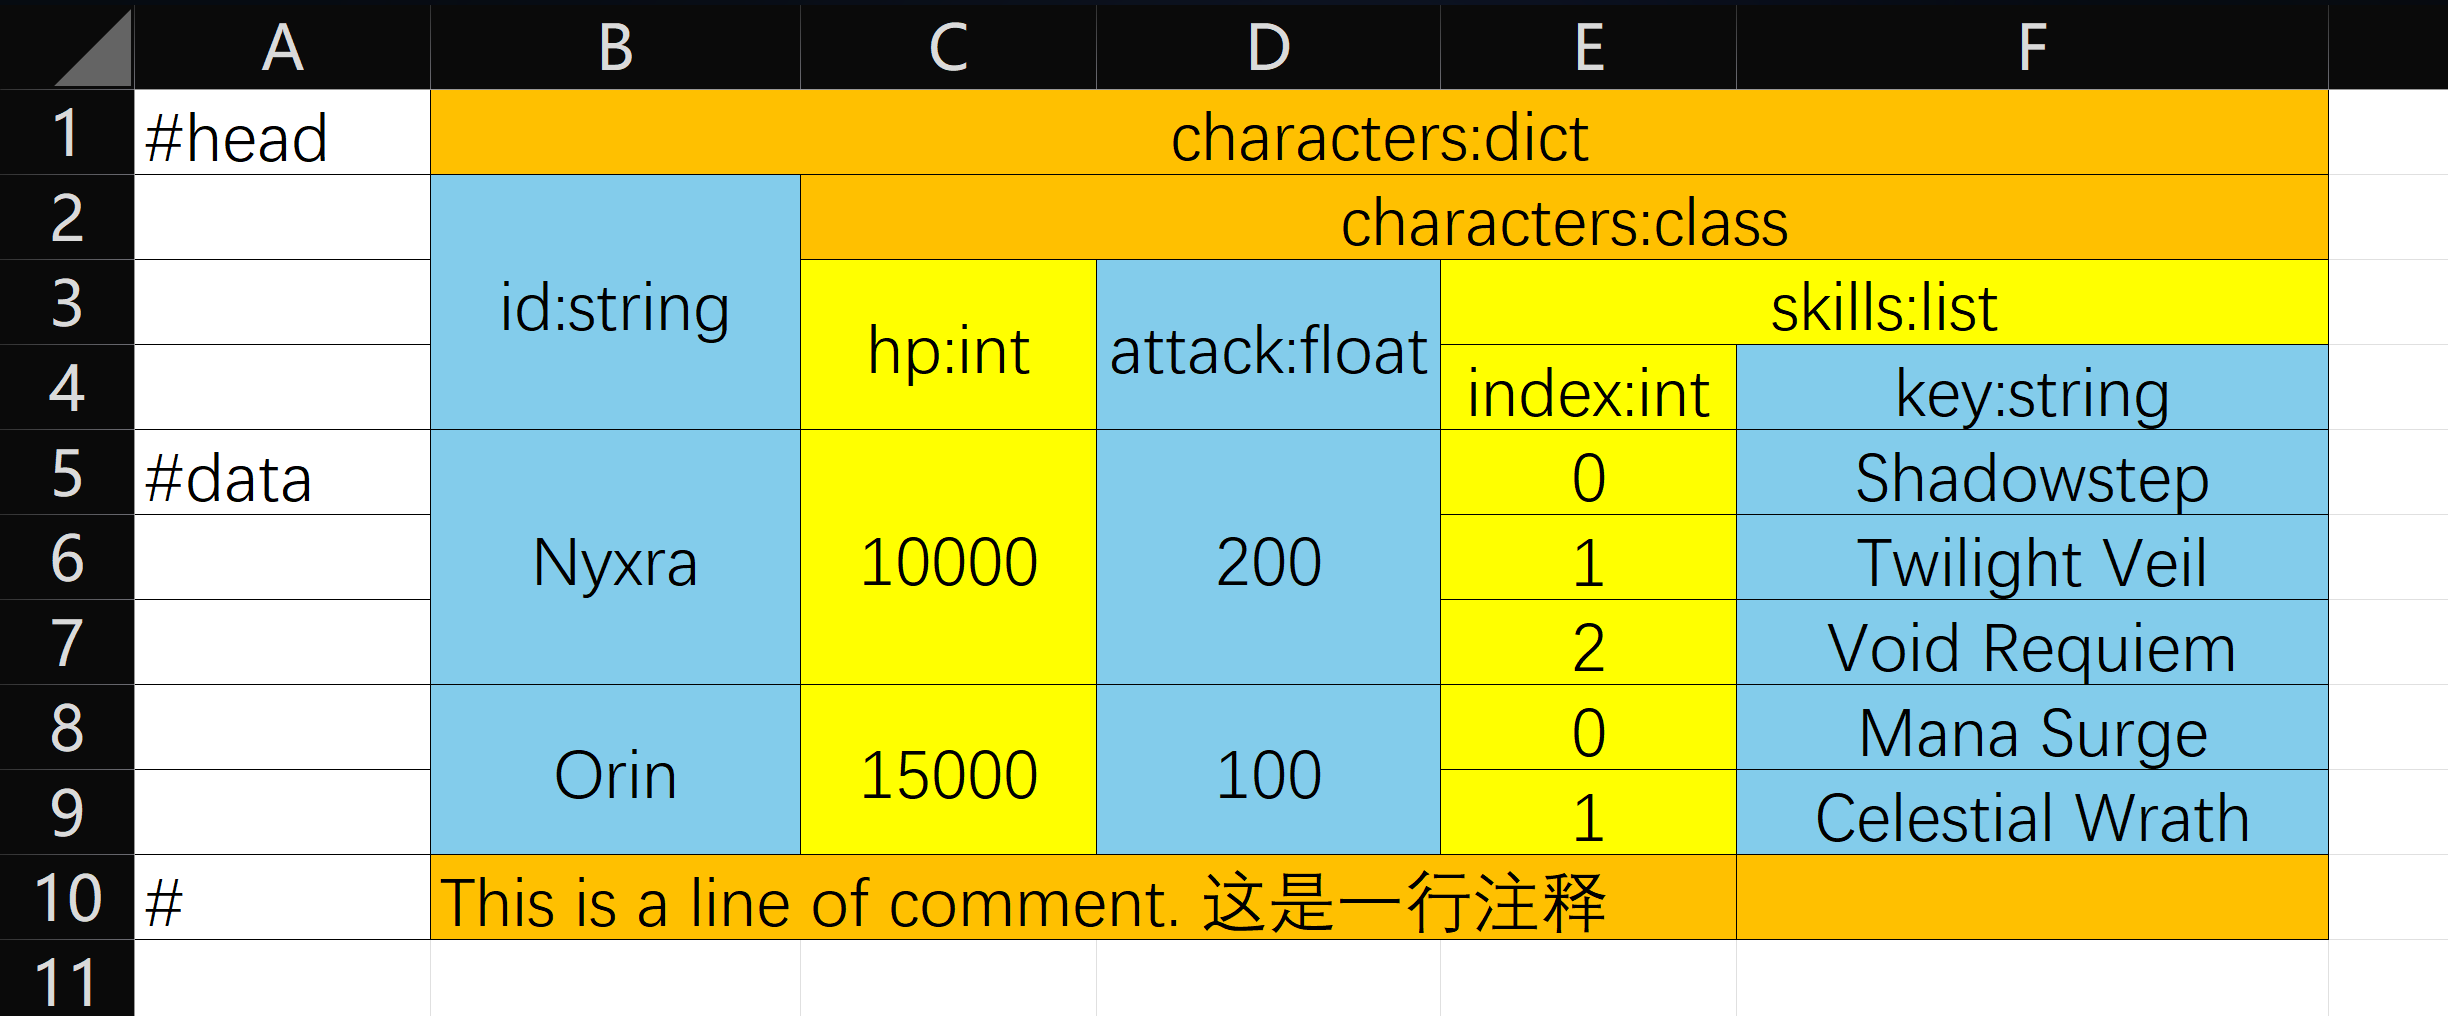 A B C D E F
1 #head characters:dict
2 characters:class
3 id:string hp:int attack:float skills:list
4 index:int key:string
5 #data 0 Shadowstep
6 Nyxra 10000 200 1 Twilight Veil
7 2 Void Requiem
8 Orin 15000 100 0 Mana Surge
9 1 Celestial Wrath
10 # This is a line of comment. 这是一行注释
11